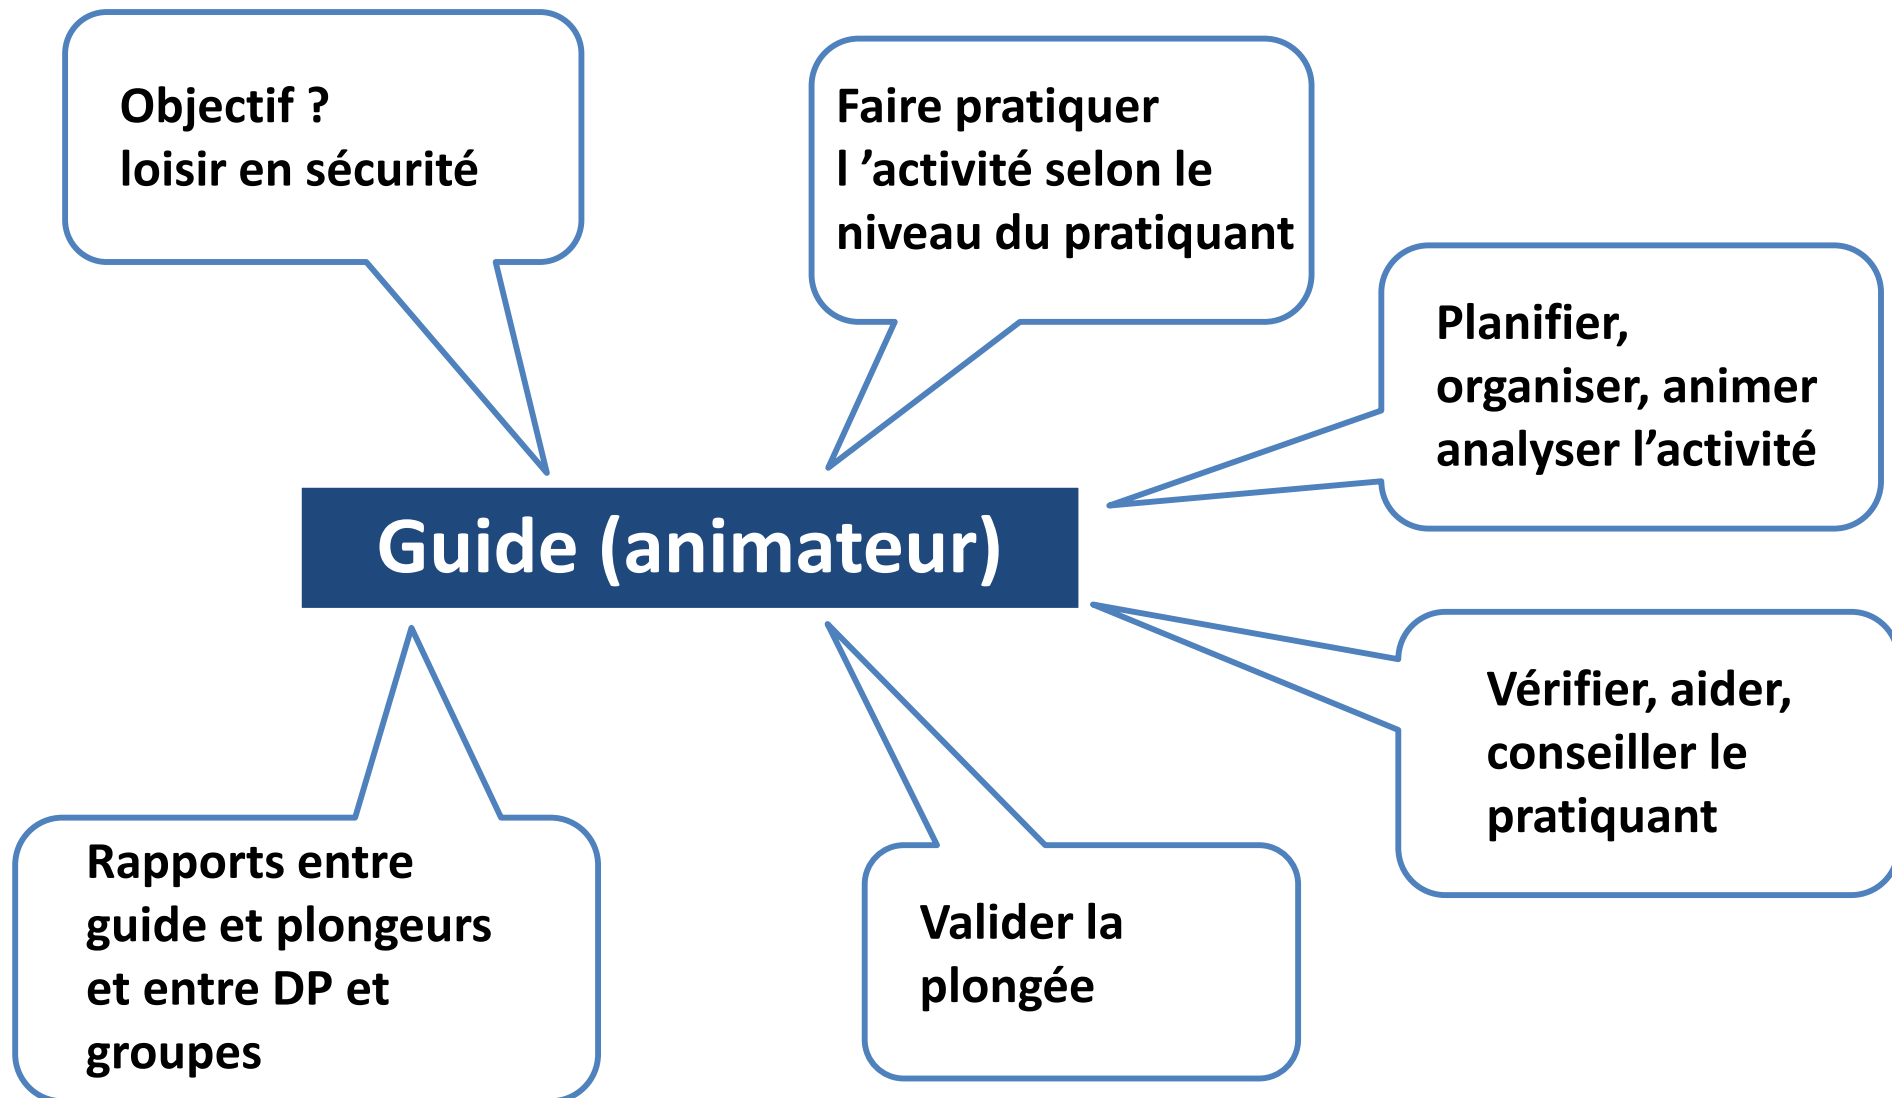 Objectif ?
loisir en sécurité
Faire pratiquer
l ’activité selon le
niveau du pratiquant
Planifier,
organiser, animer
analyser l’activité
Guide (animateur)
Vérifier, aider,
conseiller le
pratiquant
Rapports entre
guide et plongeurs
et entre DP et
groupes
Valider la
plongée